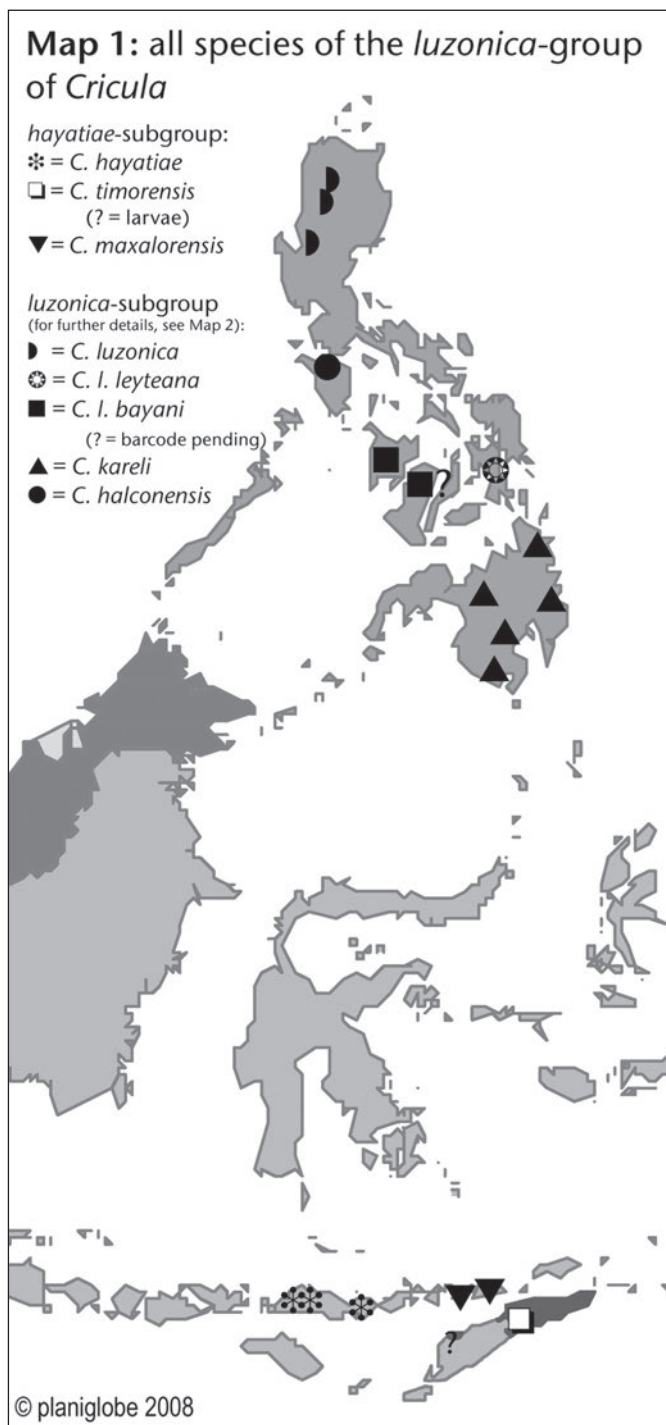 Map 1: all species of the luzonica-group
of Cricula
hayatiae-subgroup:
= C. hayatiae
= C. timorensis
(? = larvae)
= C. maxalorensis
luzonica-subgroup
(for further details, see Map 2):
= C. luzonica
= C. l. leyteana
= C. l. bayani
(? = barcode pending)
= C. kareli
= C. halconensis
?
?
© planiglobe 2008